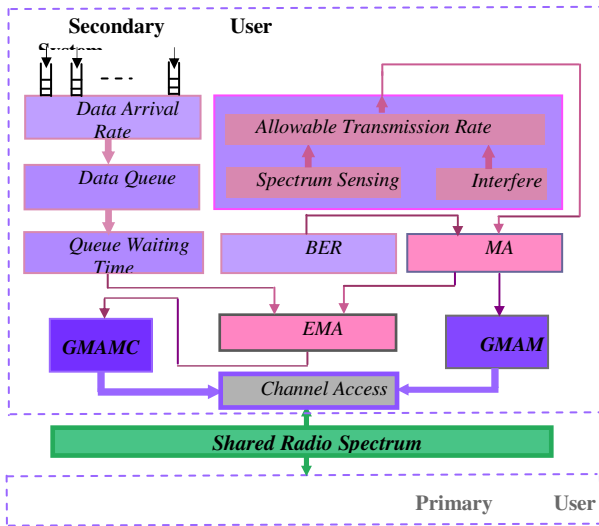 Secondary User
System
Data Arrival
Rate
Allowable Transmission Rate
Data Queue
Spectrum Sensing
Interfere
Queue Waiting
Time
BER
MA
EMA
GMAMC
GMAM
Channel Access
Shared Radio Spectrum
Primary User